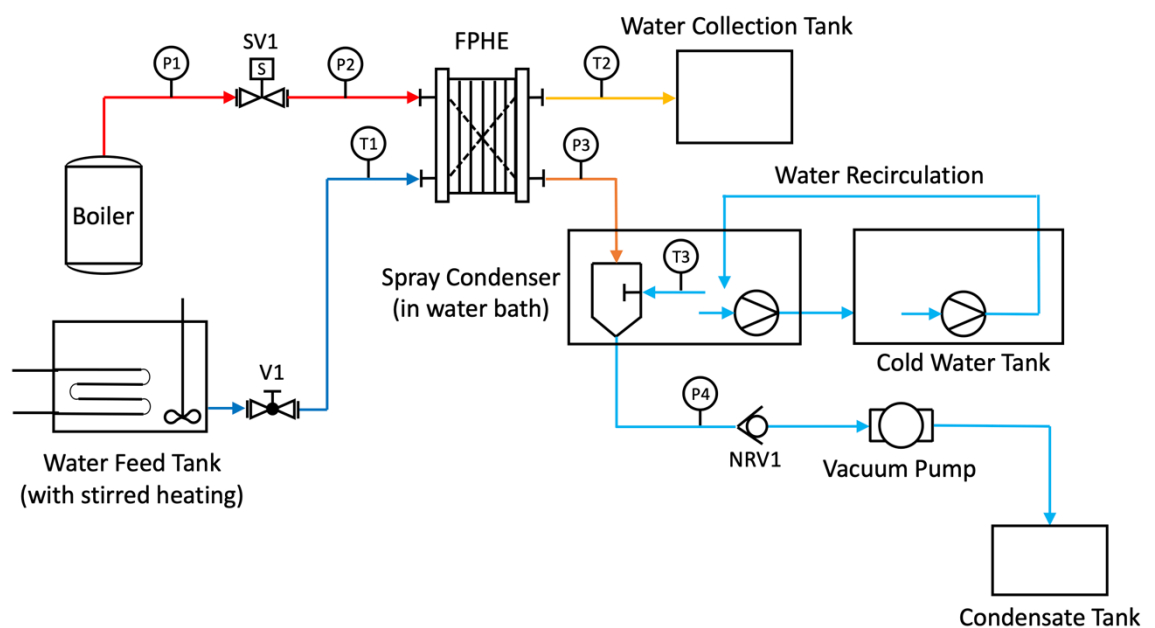 Water Collection Tank
SV1
FPHE
P1
S
P2
T2
T1
P3
Boiler
Water Recirculation
Spray Condenser
(in water bath)
T3
Cold Water Tank
V1
P4
Water Feed Tank
(with stirred heating)
NRV1
Vacuum Pump
Condensate Tank